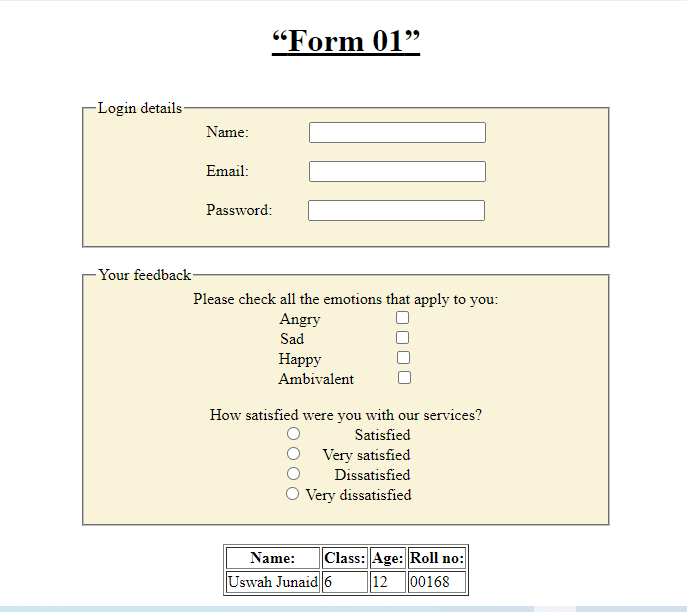 “Form 01”
Login details
Name:
Email:
Password:
Your feedback
Please check all the emotions that apply to you:
Angry
Sad
Happy
Ambivalent
How satisfied were you with our services?
Satisfied
Very satisfied
Dissatisfied
Very dissatisfied
Name: Class: Age: Roll no:
Uswah Junaid 6 12 00168